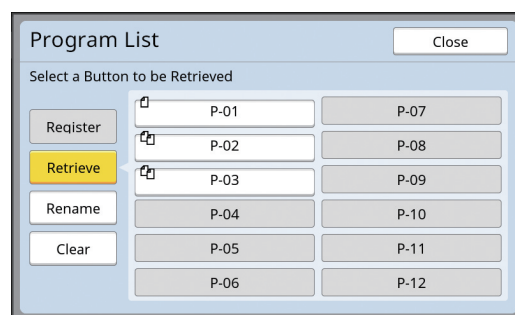 Program List
Close
Select a Button to be Retrieved
Register
Retrieve
Rename
Clear
P-01
P-02
P-03
P-04
P-05
P-06
P-07
P-08
P-09
P-10
P-11
P-12